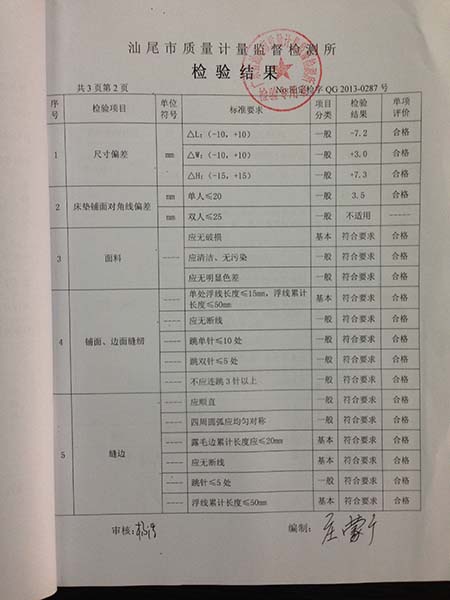 汕尾市质量计量监督检测所
检验结果
共3页第2页 No: 字 QG 2013-0287 号
序号 检验项目 单位符号 标准要求 项目分类 检验结果 单项评价
1 尺寸偏差 mm △L:(-10,+10) 一般 -7.2 合格
△W:(-10,+10) 一般 +3.0 合格
△H:(-15,+15) 一般 +7.3 合格
2 床垫铺面对角线偏差 mm 单人≤20 一般 3.5 合格
mm 双人≤25 一般 不适用 -----
3 面料 ---- 应无破损 基本 符合要求 合格
应清洁、无污染 一般 符合要求 合格
应无明显色差 一般 符合要求 合格
4 铺面、边面缝纫 ---- 单处浮线长度≤15mm,浮线累计长度≤50mm 基本 符合要求 合格
---- 应无断线 一般 符合要求 合格
---- 跳单针≤10处 一般 符合要求 合格
---- 跳双针≤5处 一般 符合要求 合格
---- 不应连跳3针以上 一般 符合要求 合格
5 缝边 ---- 应顺直 一般 符合要求 合格
---- 四周圆弧应均匀对称 一般 符合要求 合格
---- 露毛边累计长度应≤20mm 基本 符合要求 合格
---- 应无断线 基本 符合要求 合格
---- 跳针≤5处 一般 符合要求 合格
---- 浮线累计长度≤50mm 基本 符合要求 合格
审核: 编制: